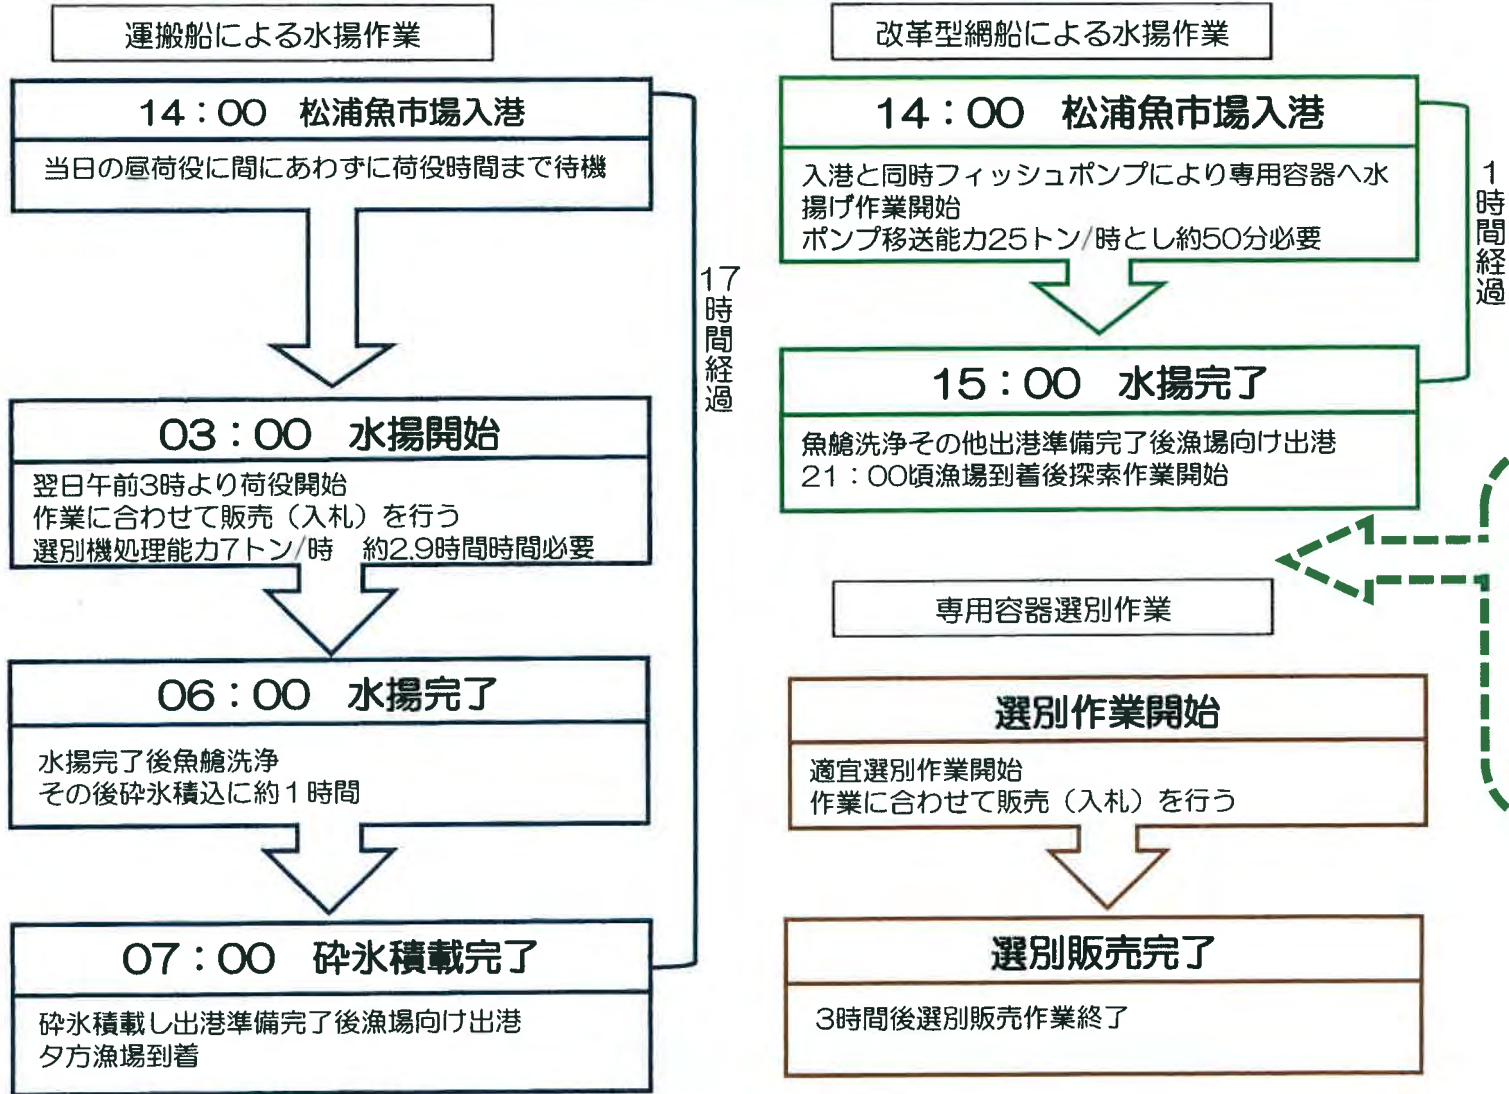 運搬船による水揚作業
14：00　松浦魚市場入港
当日の昼荷役に間にあわずに荷役時間まで待機
03：00　水揚開始
翌日午前3時より荷役開始
作業に合わせて販売（入札）を行う
選別機処理能力7トン/時　約2.9時間時間必要
06：00　水揚完了
水揚完了後魚艙洗浄
その後砕氷積込に約１時間
07：00　砕氷積載完了
砕氷積載し出港準備完了後漁場向け出港
夕方漁場到着
17時間経過
改革型網船による水揚作業
14：00　松浦魚市場入港
入港と同時フィッシュポンプにより専用容器へ水
揚げ作業開始
ポンプ移送能力25トン/時とし約50分必要
15：00　水揚完了
魚艙洗浄その他出港準備完了後漁場向け出港
21：00頃漁場到着後探索作業開始
1時間経過
専用容器選別作業
選別作業開始
適宜選別作業開始
作業に合わせて販売（入札）を行う
選別販売完了
3時間後選別販売作業終了